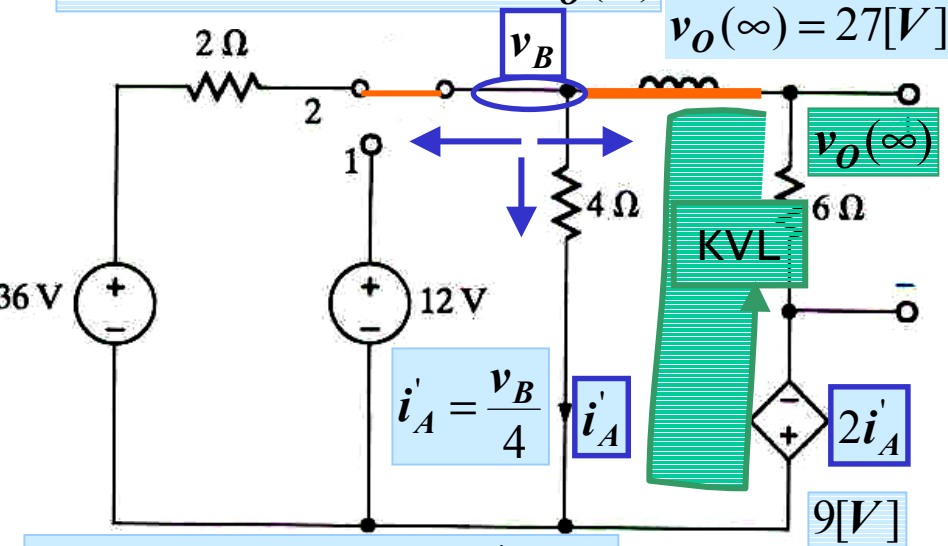 v_O(∞) = 27[V]
v_B
2 Ω
2
v_O(∞)
1
4 Ω
6 Ω
KVL
36 V
+
−
+
−
12 V
−
i'_A = v_B / 4
i'_A
−
+
2i'_A
9[V]